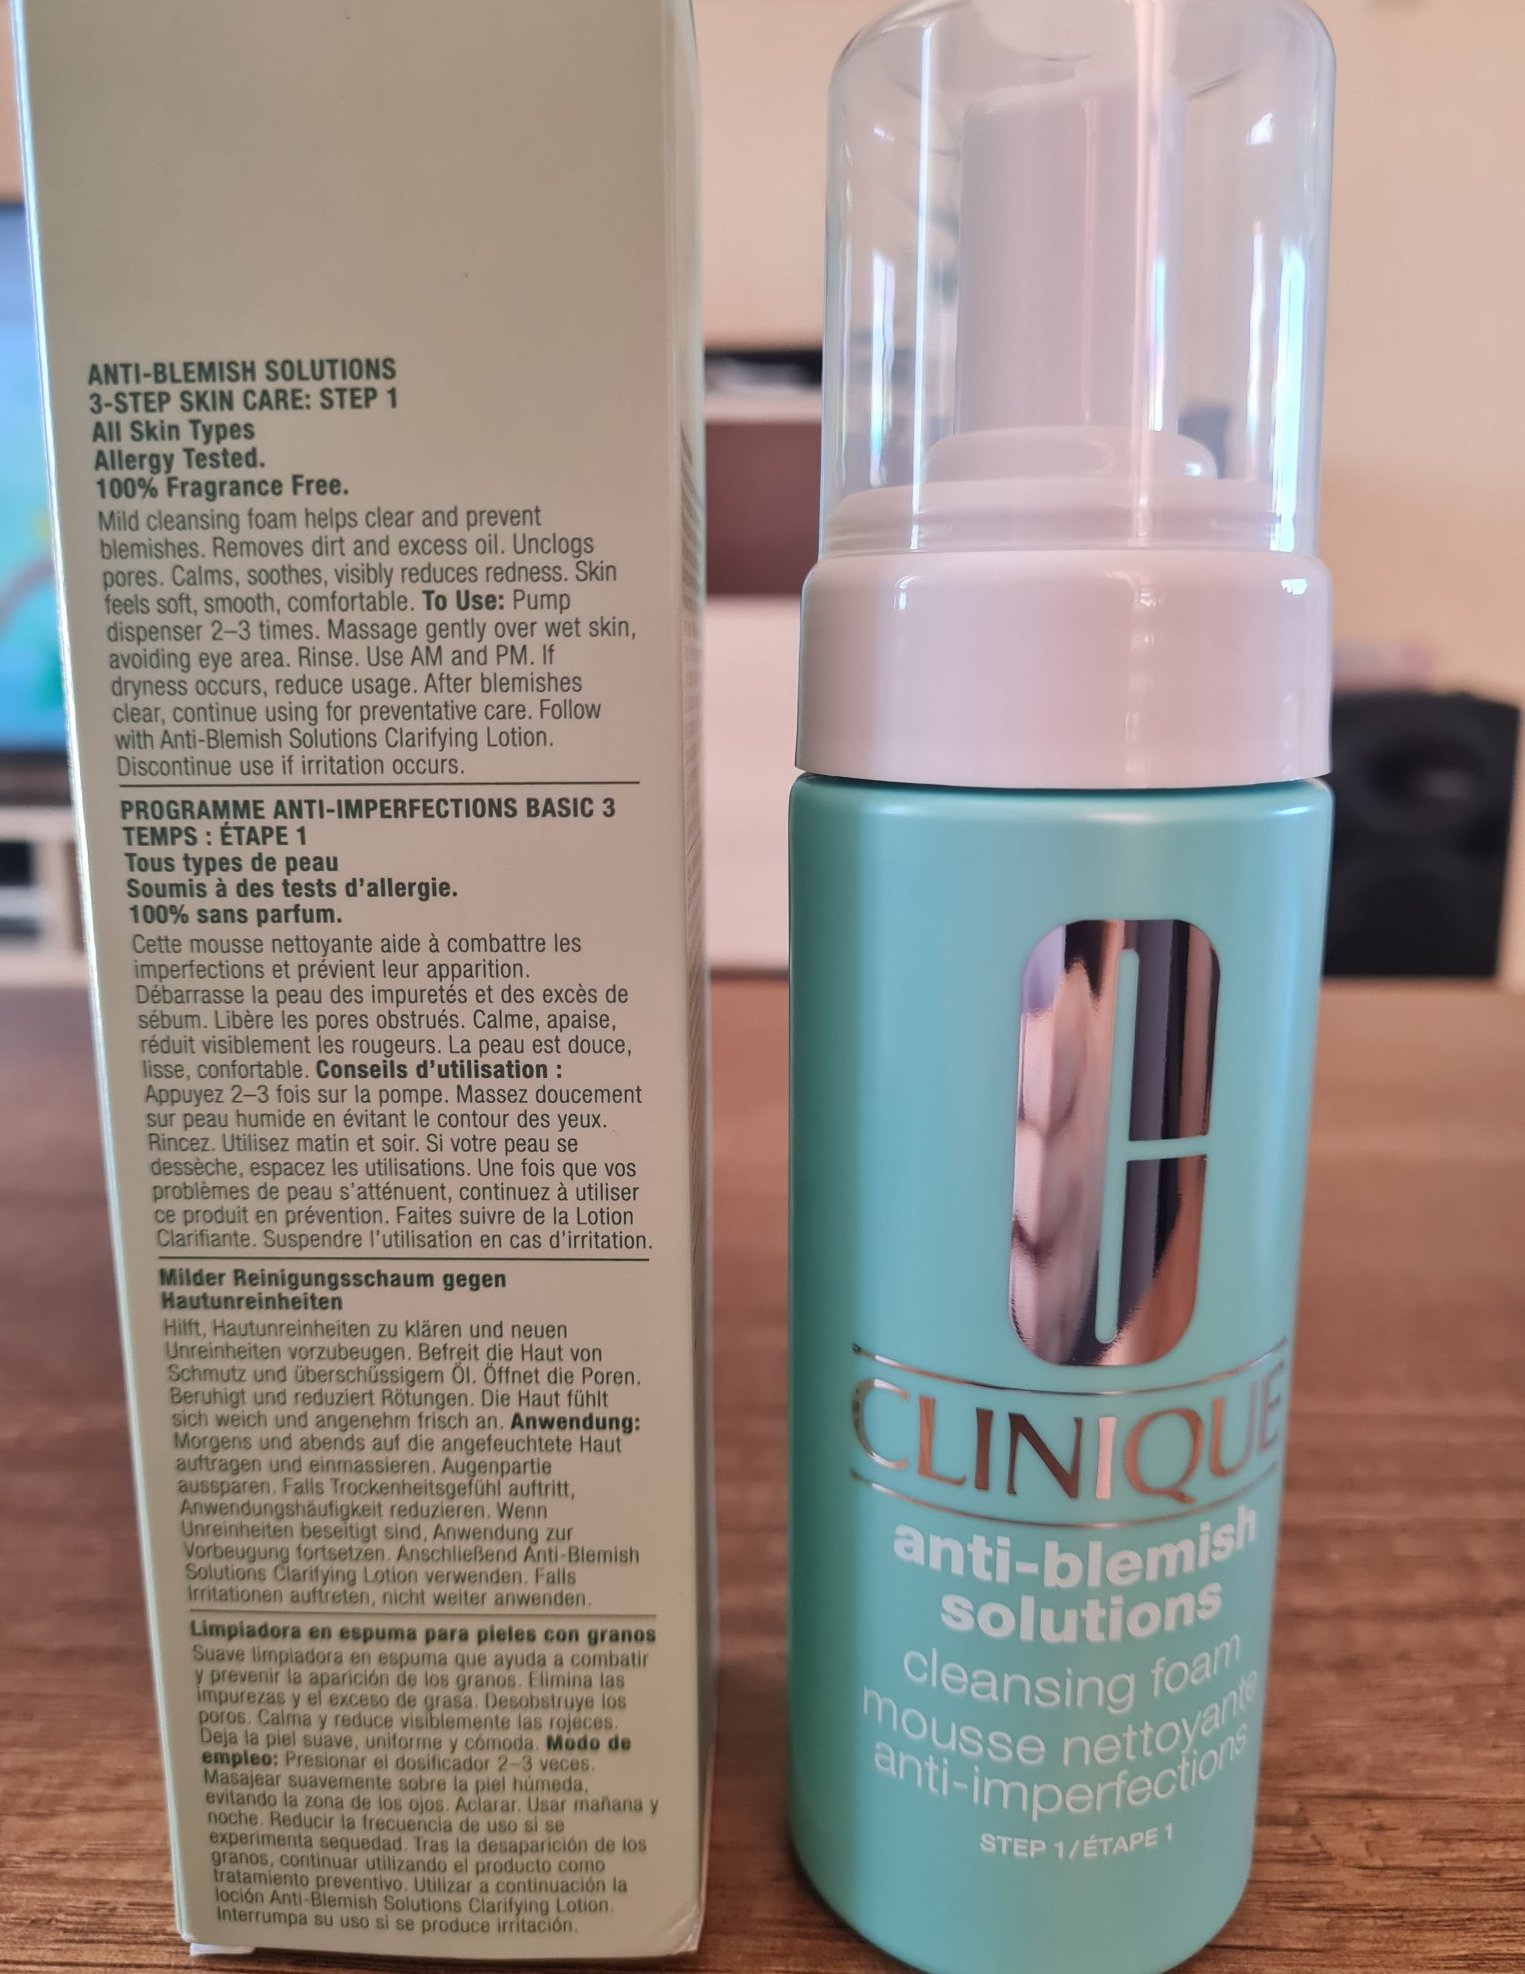 ANTI-BLEMISH SOLUTIONS
3-STEP SKIN CARE: STEP 1
All Skin Types
Allergy Tested.
100% Fragrance Free.
Mild cleansing foam helps clear and prevent
blemishes. Removes dirt and excess oil. Unclogs
pores. Calms, soothes, visibly reduces redness. Skin
feels soft, smooth, comfortable. To Use: Pump
dispenser 2–3 times. Massage gently over wet skin,
avoiding eye area. Rinse. Use AM and PM. If
dryness occurs, reduce usage. After blemishes
clear, continue using for preventative care. Follow
with Anti-Blemish Solutions Clarifying Lotion.
Discontinue use if irritation occurs.
PROGRAMME ANTI-IMPERFECTIONS BASIC 3
TEMPS : ÉTAPE 1
Tous types de peau
Soumis à des tests d'allergie.
100% sans parfum.
Cette mousse nettoyante aide à combattre les
imperfections et prévient leur apparition.
Débarrasse la peau des impuretés et des excès de
sébum. Libère les pores obstrués. Calme, apaise,
réduit visiblement les rougeurs. La peau est douce,
lisse, confortable. Conseils d'utilisation :
Appuyez 2–3 fois sur la pompe. Massez doucement
sur peau humide en évitant le contour des yeux.
Rincez. Utilisez matin et soir. Si votre peau se
dessèche, espacez les utilisations. Une fois que vos
problèmes de peau s'atténuent, continuez à utiliser
ce produit en prévention. Faites suivre de la Lotion
Clarifiante. Suspendre l'utilisation en cas d'irritation.
Milder Reinigungsschaum gegen
Hautunreinheiten
Hilft, Hautunreinheiten zu klären und neuen
Unreinheiten vorzubeugen. Befreit die Haut von
Schmutz und überschüssigem Öl. Öffnet die Poren.
Beruhigt und reduziert Rötungen. Die Haut fühlt
sich weich und angenehm frisch an. Anwendung:
Morgens und abends auf die angefeuchtete Haut
auftragen und einmassieren. Augenpartie
aussparen. Falls Trockenheitsgefühl auftritt,
Anwendungshäufigkeit reduzieren. Wenn
Unreinheiten beseitigt sind, Anwendung zur
Vorbeugung fortsetzen. Anschließend Anti-Blemish
Solutions Clarifying Lotion verwenden. Falls
Irritationen auftreten, nicht weiter anwenden.
Limpiadora en espuma para pieles con granos
Suave limpiadora en espuma que ayuda a combatir
y prevenir la aparición de los granos. Elimina las
impurezas y el exceso de grasa. Desobstruye los
poros. Calma y reduce visiblemente las rojeces.
Deja la piel suave, uniforme y cómoda. Modo de
empleo: Presionar el dosificador 2–3 veces.
Masajear suavemente sobre la piel húmeda,
evitando la zona de los ojos. Aclarar. Usar mañana y
noche. Reducir la frecuencia de uso si se
experimenta sequedad. Tras la desaparición de los
granos, continuar utilizando el producto como
tratamiento preventivo. Utilizar a continuación la
loción Anti-Blemish Solutions Clarifying Lotion.
Interrumpa su uso si se produce irritación.
CLINIQUE
anti-blemish
solutions
cleansing foam
mousse nettoyante
anti-imperfections
STEP 1/ÉTAPE 1